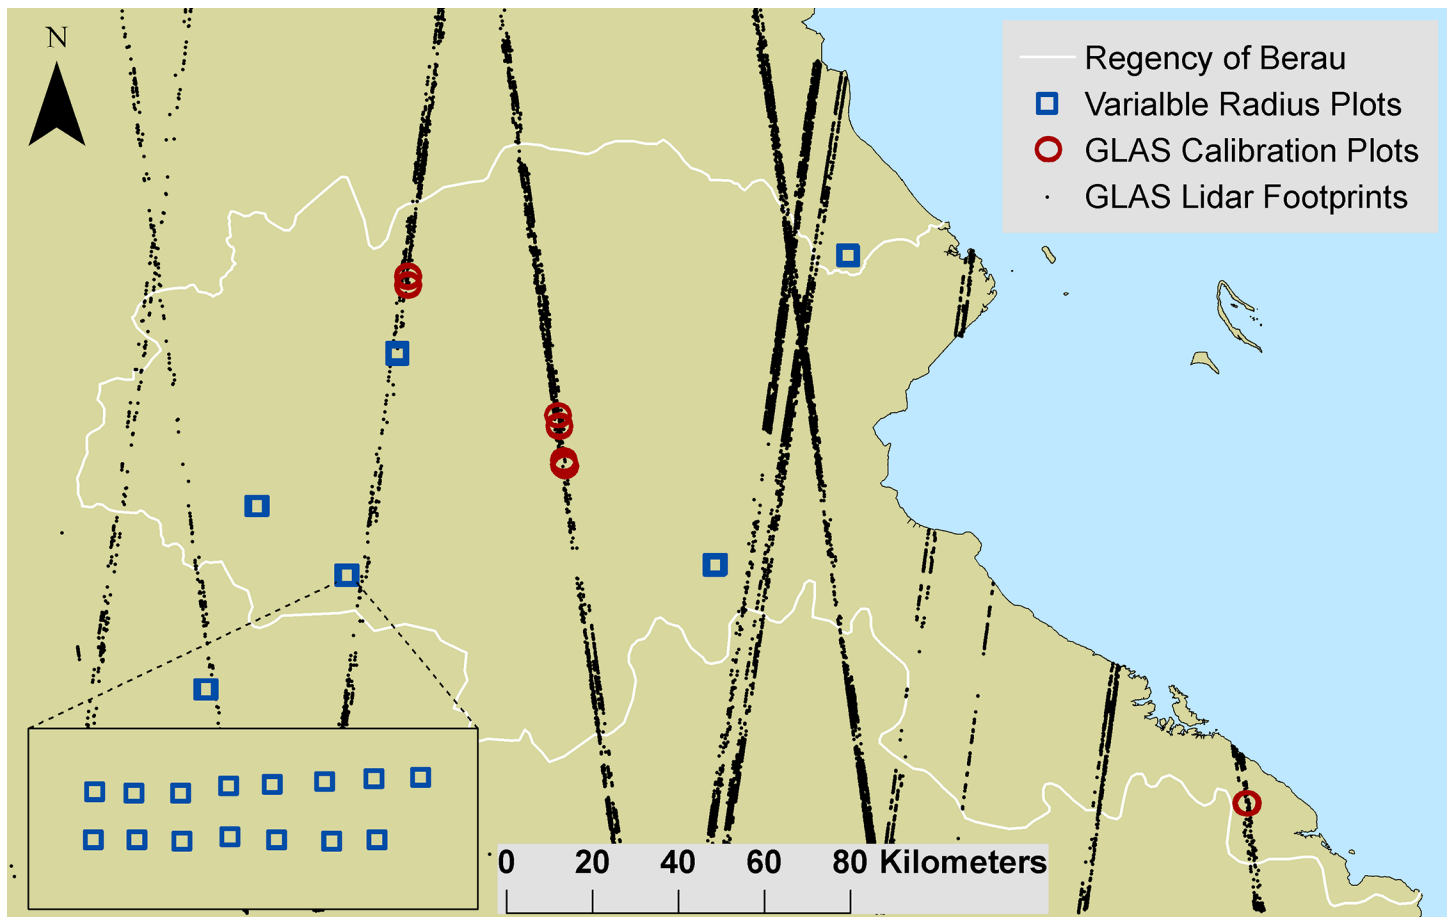 N
Regency of Berau
Varialble Radius Plots
GLAS Calibration Plots
GLAS Lidar Footprints
0 20 40 60 80 Kilometers